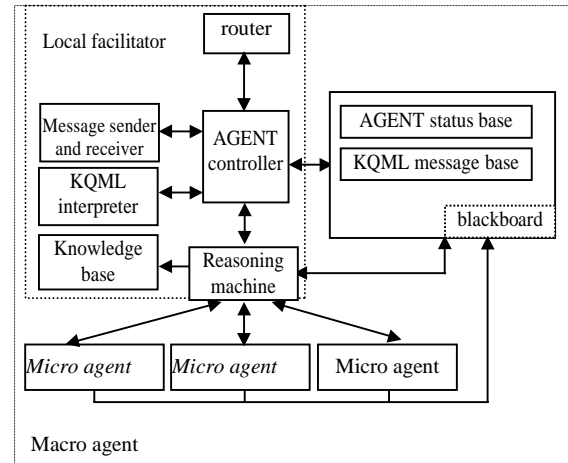 Local facilitator
router
Message sender
and receiver
AGENT
controller
AGENT status base
KQML message base
KQML
interpreter
blackboard
Knowledge
base
Reasoning
machine
Micro agent
Micro agent
Micro agent
Macro agent